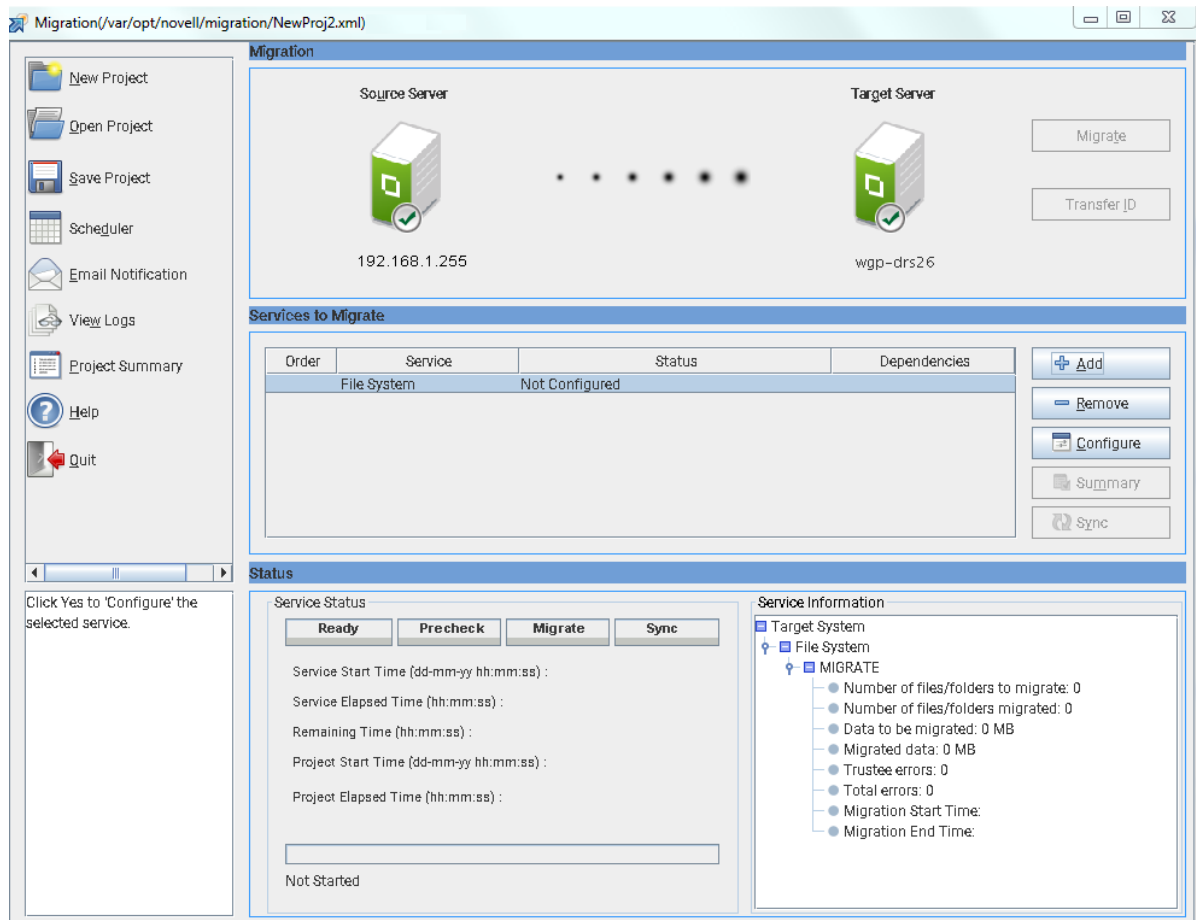 Migration(/var/opt/novell/migration/NewProj2.xml)
New Project
Open Project
Save Project
Scheduler
Email Notification
View Logs
Project Summary
Help
Quit
Click Yes to 'Configure' the
selected service.
Migration
Source Server
Target Server
192.168.1.255
wgp-drs26
Migrate
Transfer ID
Services to Migrate
Order Service Status Dependencies
File System Not Configured
Add
Remove
Configure
Summary
Sync
Status
Service Status
Ready Precheck Migrate Sync
Service Start Time (dd-mm-yy hh:mm:ss) :
Service Elapsed Time (hh:mm:ss) :
Remaining Time (hh:mm:ss) :
Project Start Time (dd-mm-yy hh:mm:ss) :
Project Elapsed Time (hh:mm:ss) :
Not Started
Service Information
Target System
File System
MIGRATE
Number of files/folders to migrate: 0
Number of files/folders migrated: 0
Data to be migrated: 0 MB
Migrated data: 0 MB
Trustee errors: 0
Total errors: 0
Migration Start Time:
Migration End Time: